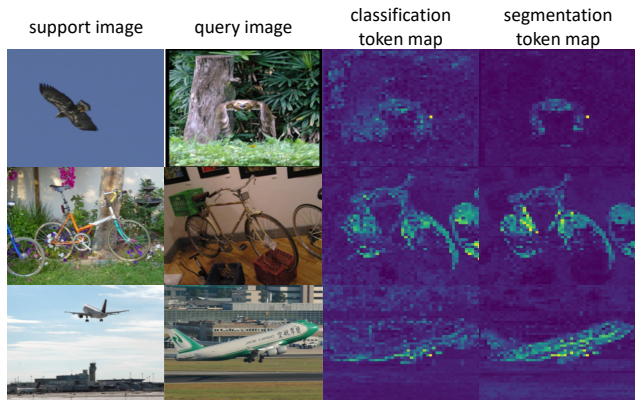 support image
query image
classification
token map
segmentation
token map